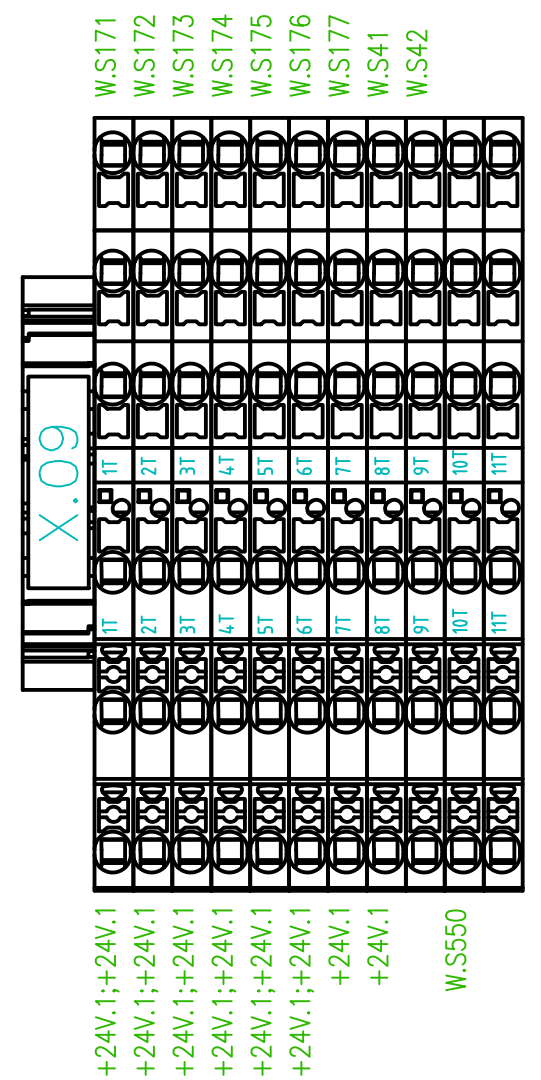 W.S171
W.S172
W.S173
W.S174
W.S175
W.S176
W.S177
W.S41
W.S42
X.09
1T
2T
3T
4T
5T
6T
7T
8T
9T
10T
11T
1T
2T
3T
4T
5T
6T
7T
8T
9T
10T
11T
+24V.1;+24V.1
+24V.1;+24V.1
+24V.1;+24V.1
+24V.1;+24V.1
+24V.1;+24V.1
+24V.1;+24V.1
+24V.1
+24V.1
W.S550